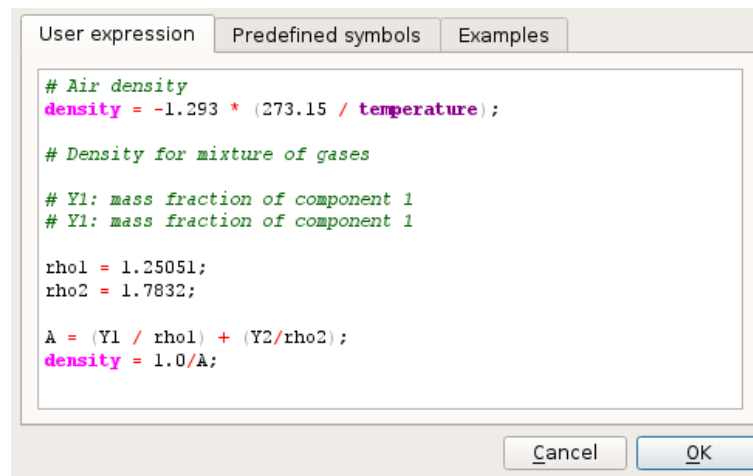 User expression
Predefined symbols
Examples
# Air density
density = -1.293 * (273.15 / temperature);
# Density for mixture of gases
# Y1: mass fraction of component 1
# Y1: mass fraction of component 1
rho1 = 1.25051;
rho2 = 1.7832;
A = (Y1 / rho1) + (Y2/rho2);
density = 1.0/A;
Cancel
OK